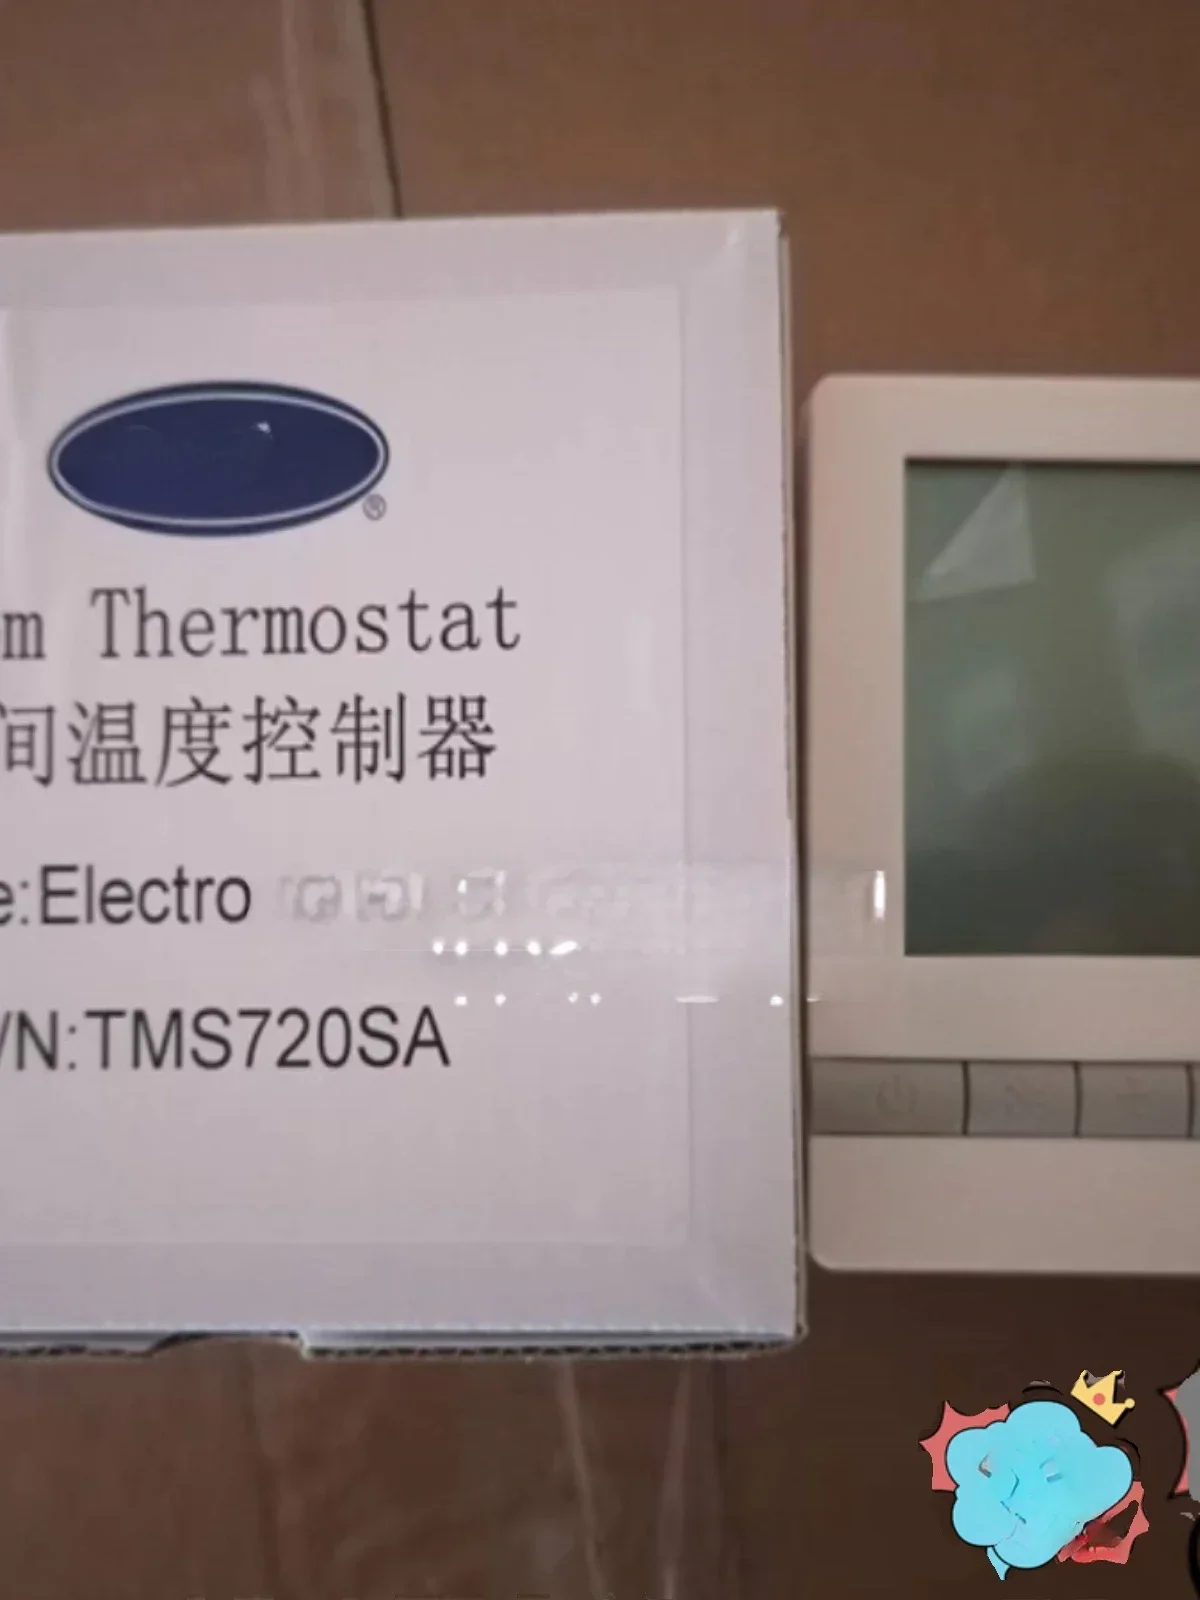 ®
m Thermostat
间温度控制器
e:Electro
/N:TMS720SA